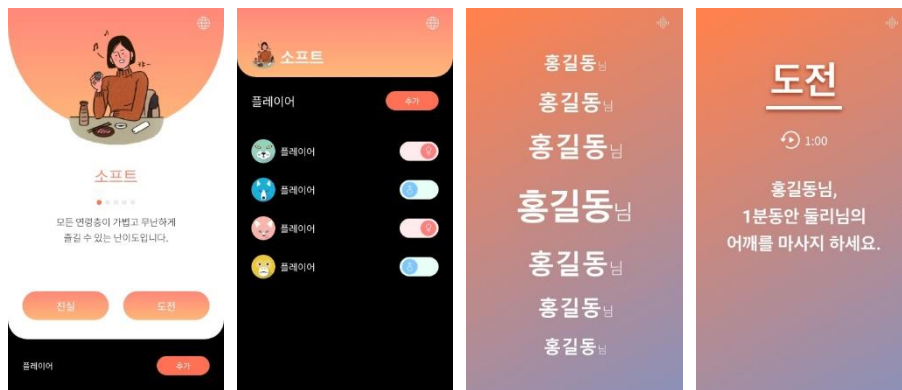 소프트
모든 연령층이 가볍고 무난하게
즐길 수 있는 난이도입니다.
진실
도전
플레이어
추가
소프트
플레이어
추가
플레이어
플레이어
플레이어
플레이어
홍길동님
홍길동님
홍길동님
홍길동님
홍길동님
홍길동님
홍길동님
도전
1:00
홍길동님,
1분동안 둘리님의
어깨를 마사지 하세요.